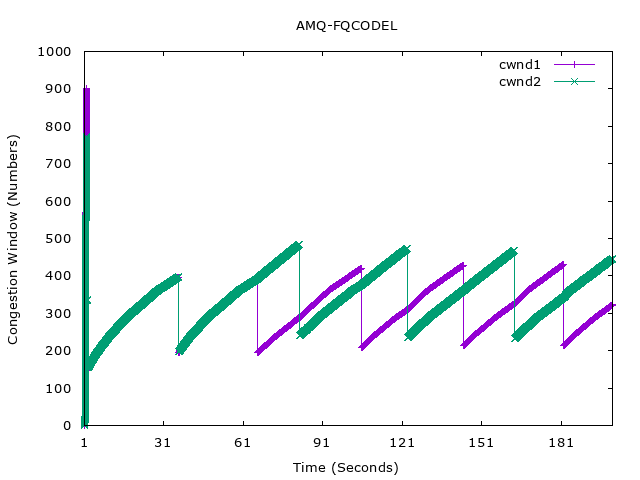 AMQ-FQCODEL
1000
900
800
700
600
500
400
300
200
100
0
Congestion Window (Numbers)
cwnd1
cwnd2
1 31 61 91 121 151 181
Time (Seconds)